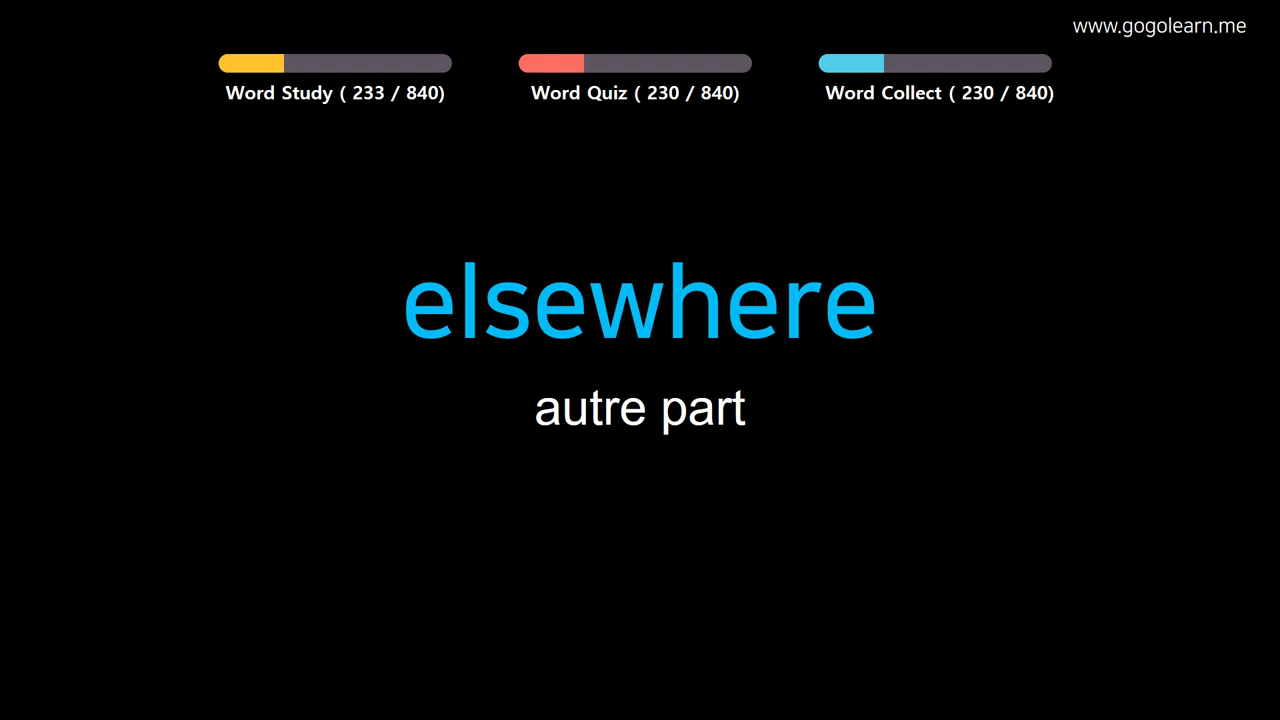 www.gogolearn.me
Word Study ( 233 / 840)
Word Quiz ( 230 / 840)
Word Collect ( 230 / 840)
elsewhere
autre part